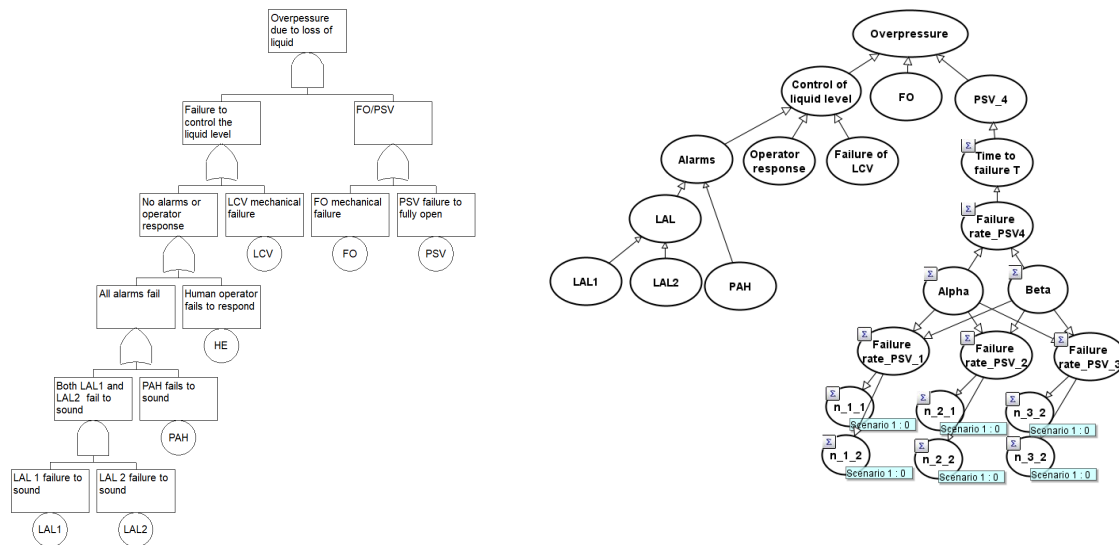 Overpressure
due to loss of
liquid
Failure to
control the
liquid level
FO/PSV
No alarms or
operator
response
LCV mechanical
failure
FO mechanical
failure
PSV failure to
fully open
LCV
FO
PSV
All alarms fail
Human operator
fails to respond
HE
Both LAL1 and
LAL2 fail to
sound
PAH fails to
sound
PAH
LAL 1 failure to
sound
LAL 2 failure to
sound
LAL1
LAL2
Overpressure
Control of
liquid level
FO
PSV_4
Alarms
Operator
response
Failure of
LCV
Σ
Time to
failure T
LAL
Σ
Failure
rate_PSV4
LAL1
LAL2
PAH
Σ
Alpha
Σ
Beta
Σ
Failure
rate_PSV_1
Σ
Failure
rate_PSV_2
Σ
Failure
rate_PSV_3
Σ
n_1_1
Scenario 1 : 0
Σ
n_2_1
Scenario 1 : 0
Σ
n_3_2
Scenario 1 : 0
Σ
n_1_2
Scenario 1 : 0
Σ
n_2_2
Scenario 1 : 0
Σ
n_3_2
Scenario 1 : 0